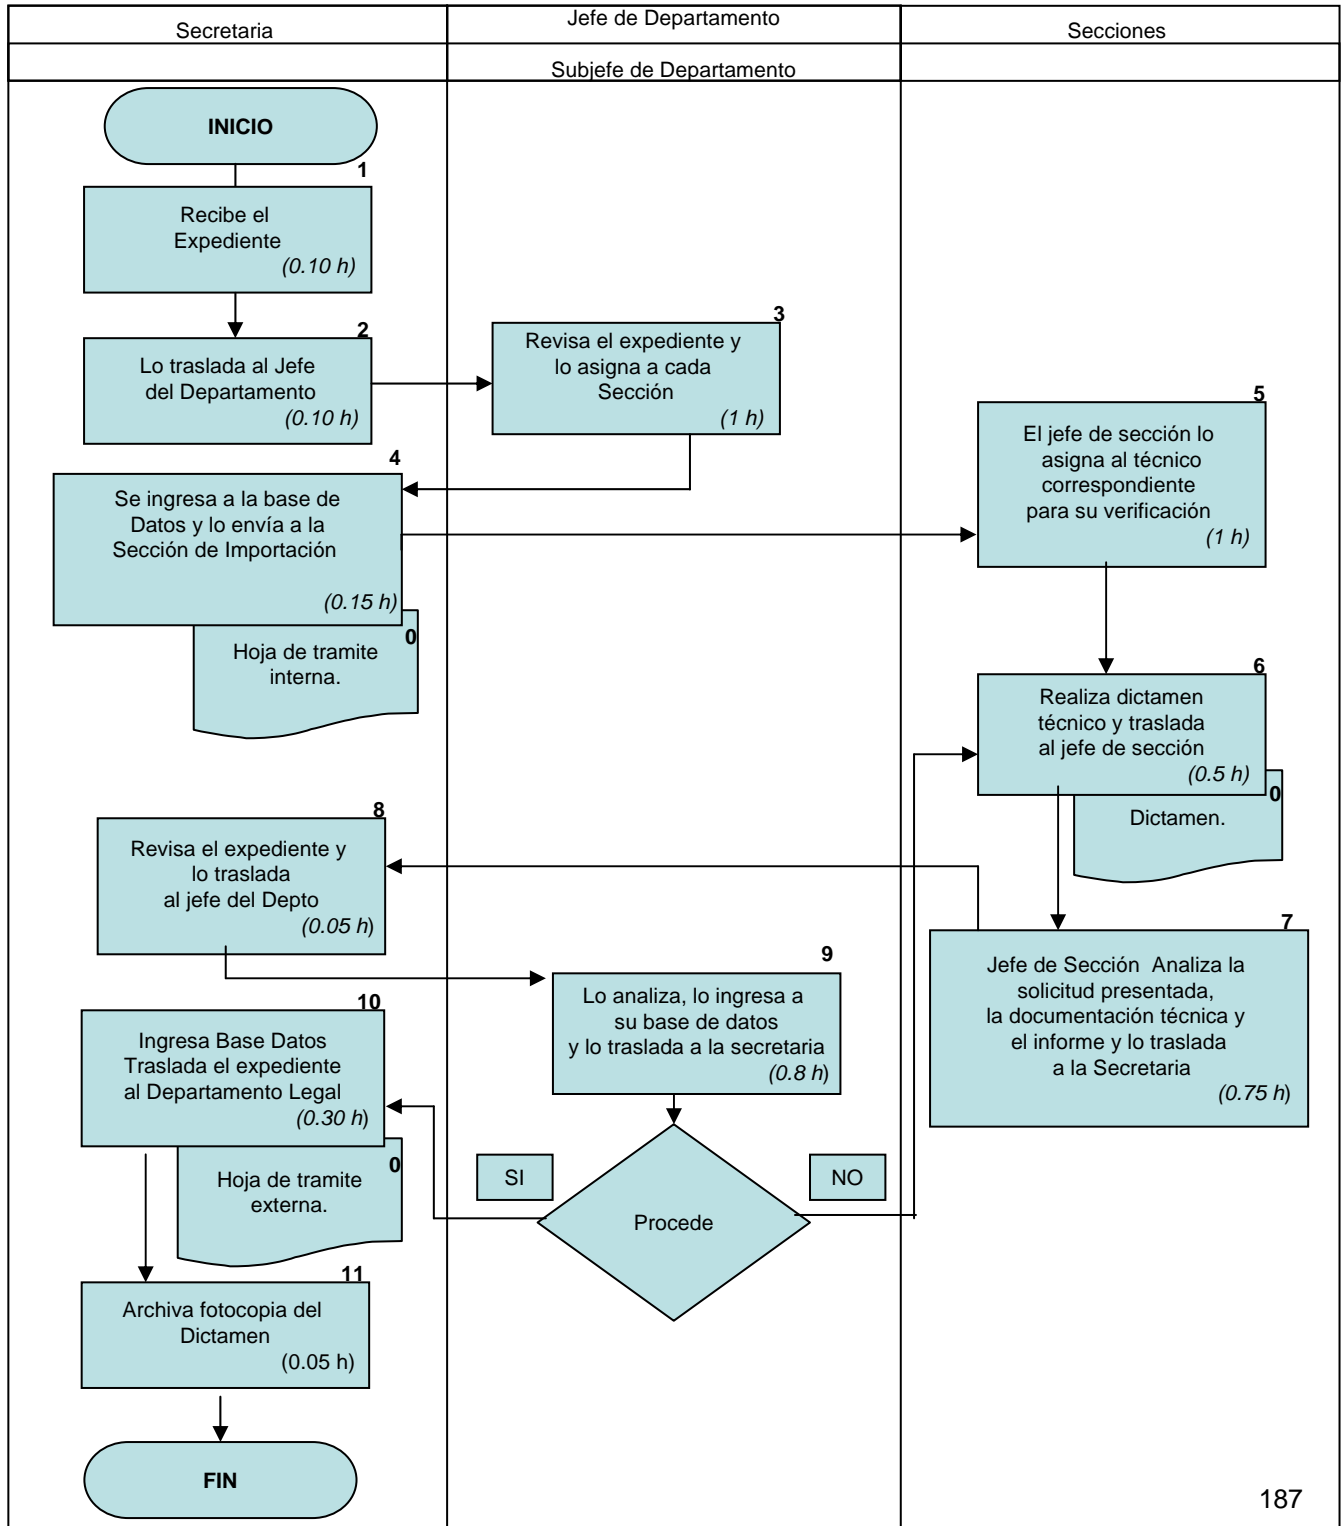 Secretaria
Jefe de Departamento
Secciones
Subjefe de Departamento
INICIO
1
Recibe el
Expediente
(0.10 h)
2
Lo traslada al Jefe
del Departamento
(0.10 h)
3
Revisa el expediente y
lo asigna a cada
Sección
(1 h)
4
Se ingresa a la base de
Datos y lo envía a la
Sección de Importación
(0.15 h)
0
Hoja de tramite
interna.
5
El jefe de sección lo
asigna al técnico
correspondiente
para su verificación
(1 h)
6
Realiza dictamen
técnico y traslada
al jefe de sección
(0.5 h)
0
Dictamen.
7
Jefe de Sección Analiza la
solicitud presentada,
la documentación técnica y
el informe y lo traslada
a la Secretaria
(0.75 h)
8
Revisa el expediente y
lo traslada
al jefe del Depto
(0.05 h)
9
Lo analiza, lo ingresa a
su base de datos
y lo traslada a la secretaria
(0.8 h)
SI
Procede
NO
10
Ingresa Base Datos
Traslada el expediente
al Departamento Legal
(0.30 h)
0
Hoja de tramite
externa.
11
Archiva fotocopia del
Dictamen
(0.05 h)
FIN
187